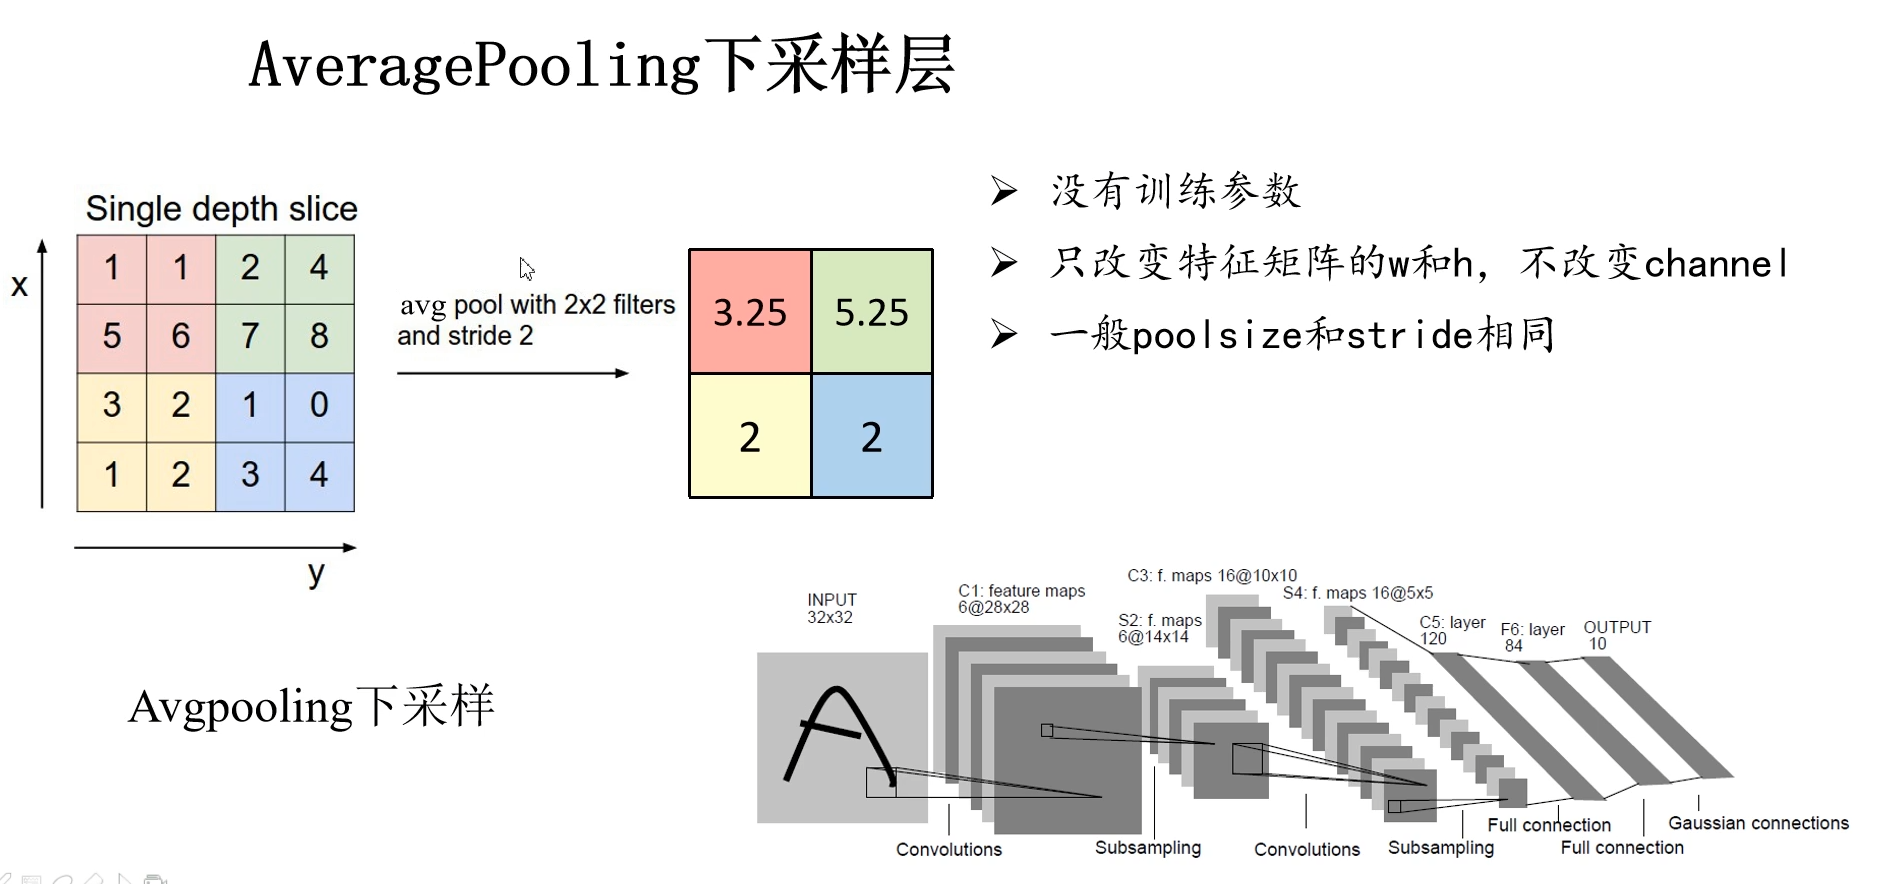 AveragePooling下采样层
Single depth slice
x
1 1 2 4
5 6 7 8
3 2 1 0
1 2 3 4
y
avg pool with 2x2 filters
and stride 2
3.25 5.25
2 2
没有训练参数
只改变特征矩阵的w和h，不改变channel
一般poolsize和stride相同
Avgpooling下采样
INPUT
32x32
C1: feature maps
6@28x28
S2: f. maps
6@14x14
C3: f. maps 16@10x10
S4: f. maps 16@5x5
C5: layer
120
F6: layer
84
OUTPUT
10
A
Convolutions
Subsampling
Convolutions
Subsampling
Full connection
Full connection
Gaussian connections